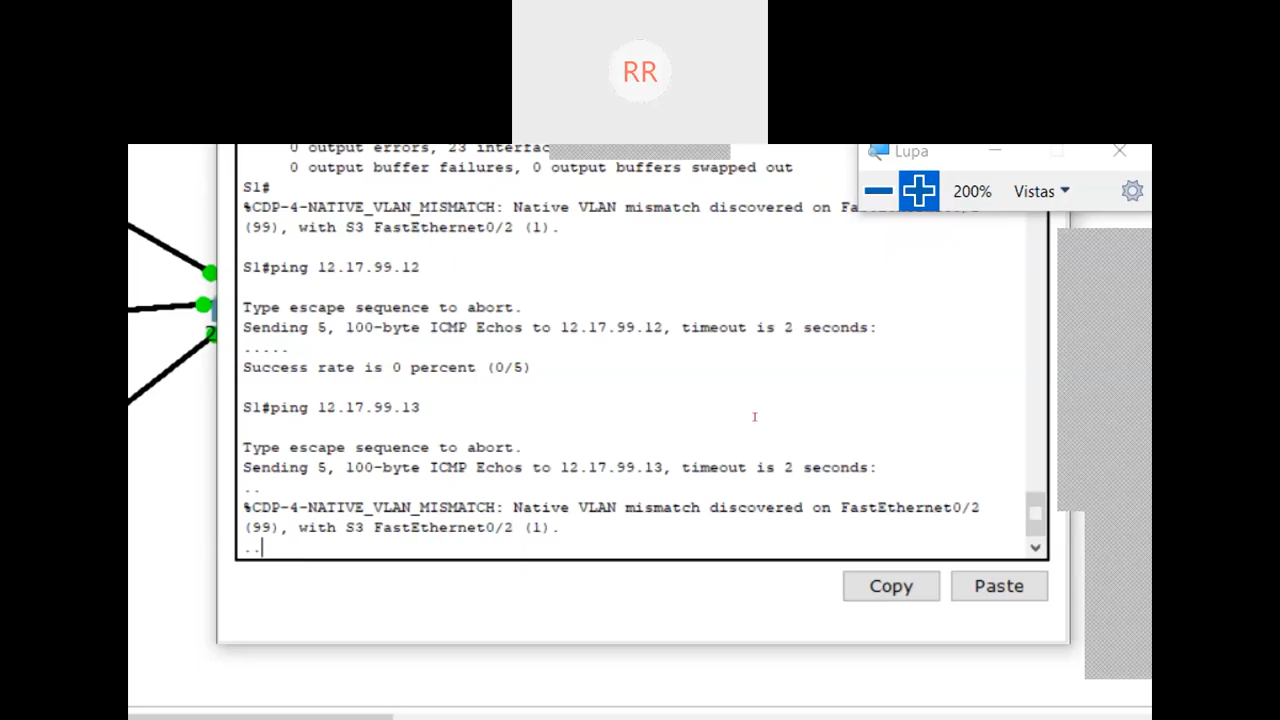 RR
0 output errors, 23
0 output buffer failures, 0 output buffers swapped out
Lupa
S1#
200%
Vistas
%CDP-4-NATIVE_VLAN_MISMATCH: Native VLAN mismatch discovered on
(99), with S3 FastEthernet0/2 (1).
S1#ping 12.17.99.12
Type escape sequence to abort.
Sending 5, 100-byte ICMP Echos to 12.17.99.12, timeout is 2 seconds:
.....
Success rate is 0 percent (0/5)
S1#ping 12.17.99.13
Type escape sequence to abort.
Sending 5, 100-byte ICMP Echos to 12.17.99.13, timeout is 2 seconds:
..
%CDP-4-NATIVE_VLAN_MISMATCH: Native VLAN mismatch discovered on FastEthernet0/2
(99), with S3 FastEthernet0/2 (1).
..
Copy
Paste